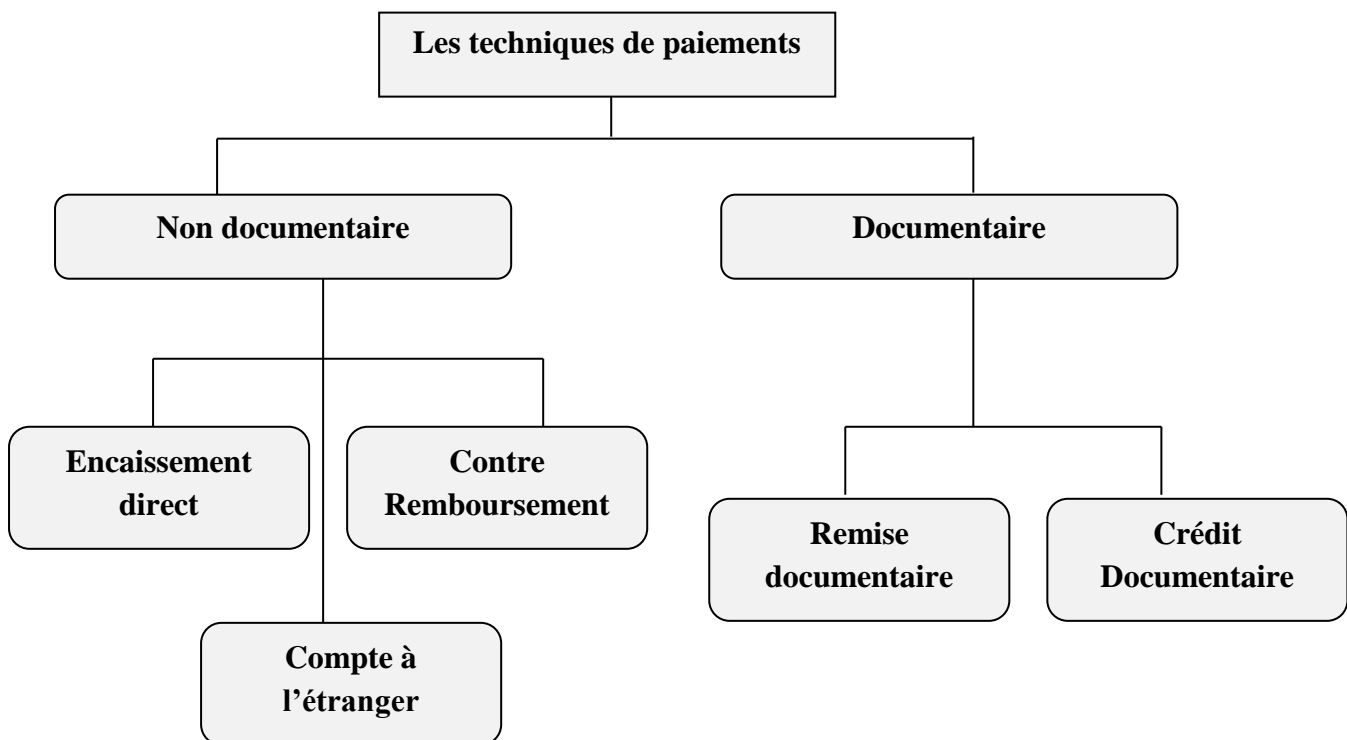 Les techniques de paiements
Non documentaire
Documentaire
Encaissement
direct
Contre
Remboursement
Compte à
l’étranger
Remise
documentaire
Crédit
Documentaire